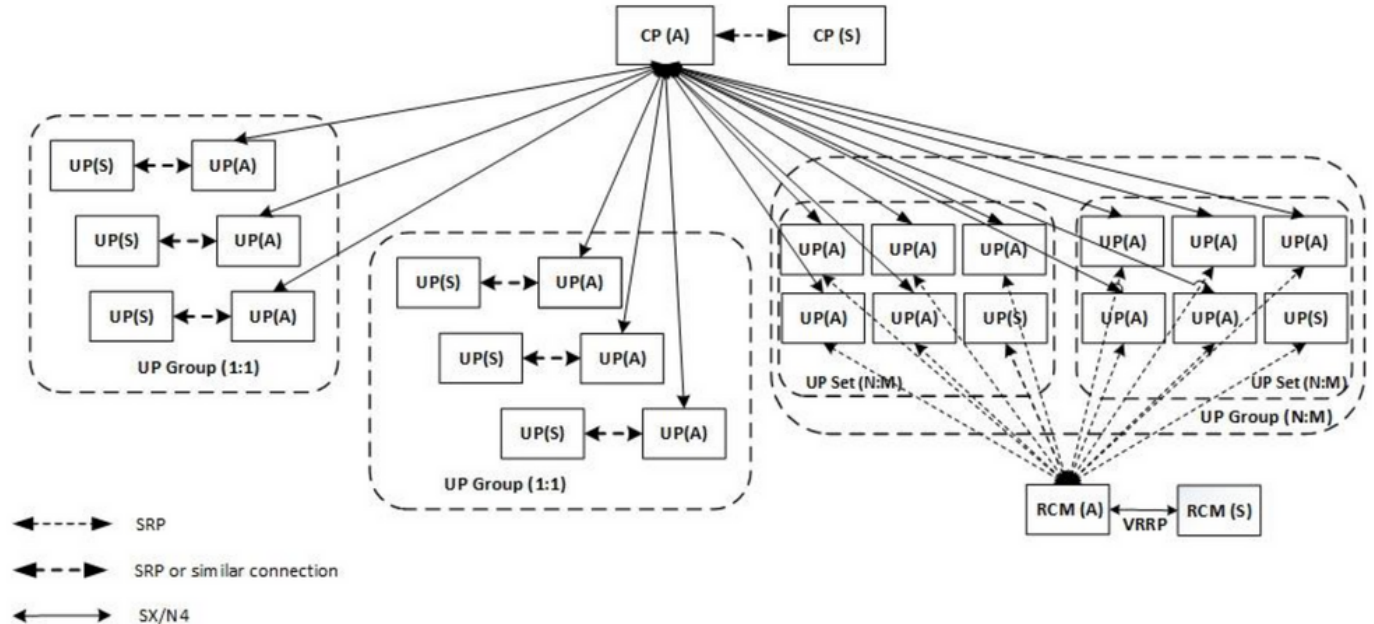 CP (A)
CP (S)
UP(S)
UP(A)
UP(S)
UP(A)
UP(S)
UP(A)
UP Group (1:1)
UP(S)
UP(A)
UP(S)
UP(A)
UP(S)
UP(A)
UP Group (1:1)
UP(A)
UP(A)
UP(A)
UP(A)
UP(A)
UP(S)
UP Set (N:M)
UP(A)
UP(A)
UP(A)
UP(A)
UP(A)
UP(S)
UP Set (N:M)
UP Group (N:M)
RCM (A)
VRRP
RCM (S)
SRP
SRP or similar connection
SX/N4